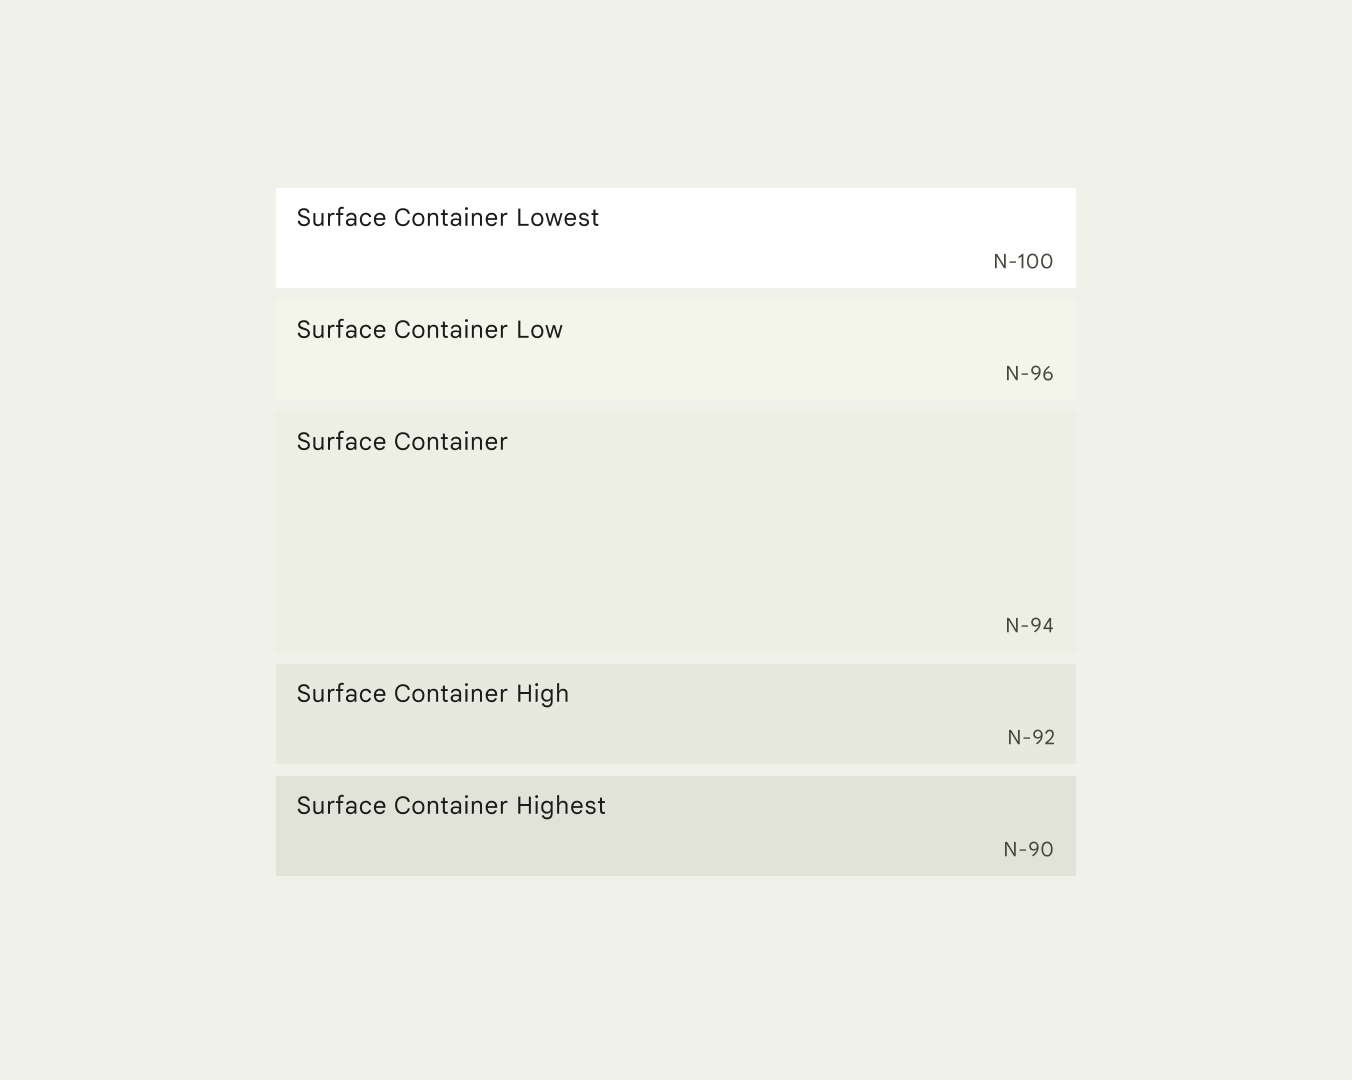 Surface Container Lowest
N-100
Surface Container Low
N-96
Surface Container
N-94
Surface Container High
N-92
Surface Container Highest
N-90